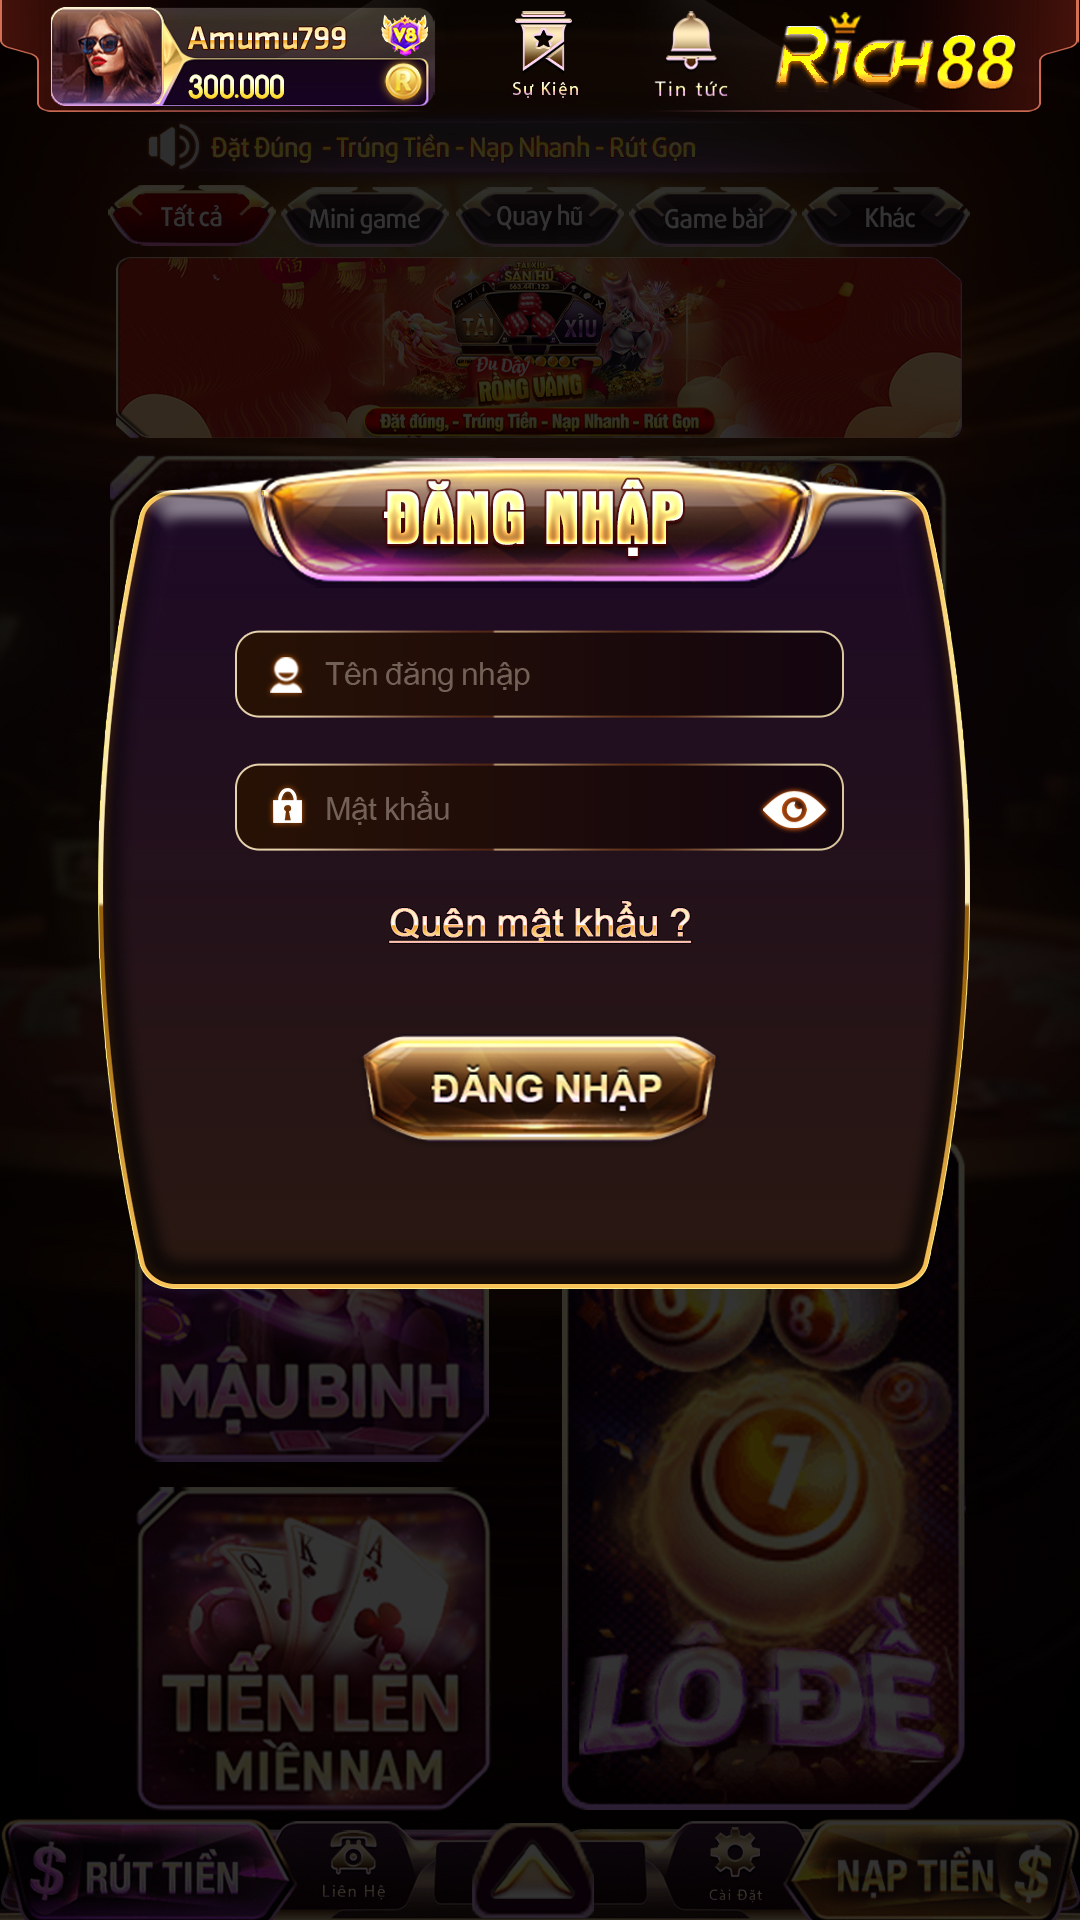 Amumu799
V8
300.000
R
Sự Kiện
Tin tức
RICH88
Đặt Đúng - Trúng Tiền - Nạp Nhanh - Rút Gọn
Tất cả
Mini game
Quay hũ
Game bài
Khác
SĂN HŨ
TÀI
XỈU
Đu Dây
RỒNG VÀNG
Đặt đúng, - Trúng Tiền - Nạp Nhanh - Rút Gọn
ĐĂNG NHẬP
Tên đăng nhập
Mật khẩu
Quên mật khẩu ?
ĐĂNG NHẬP
8
9
7
MẬU BINH
Q K A
TIẾN LÊN
MIỀN NAM
LÔ ĐỀ
$ RÚT TIỀN
Liên Hệ
Cài Đặt
NẠP TIỀN $